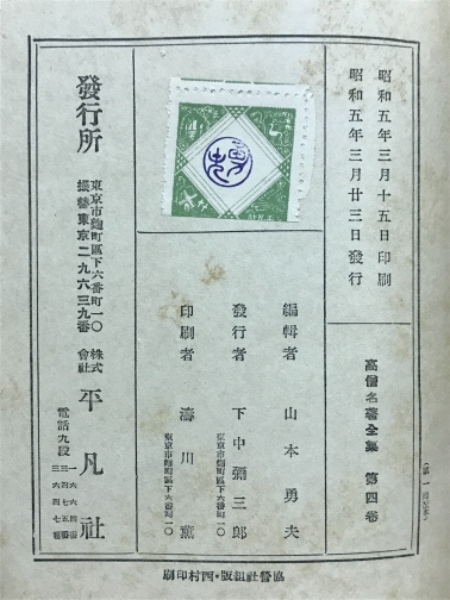 昭和五年三月十五日印刷
昭和五年三月廿三日發行
高僧名著全集 第四卷
編輯者 山本勇夫
發行者 下中彌三郎
東京市麴町區下六番町一〇
印刷者 濤川薰
東京市麴町區下六番町一〇
發行所
東京市麴町區下六番町一〇
振替東京二九六三九番
株式會社 平凡社
電話九段
協營社組版・西村印刷